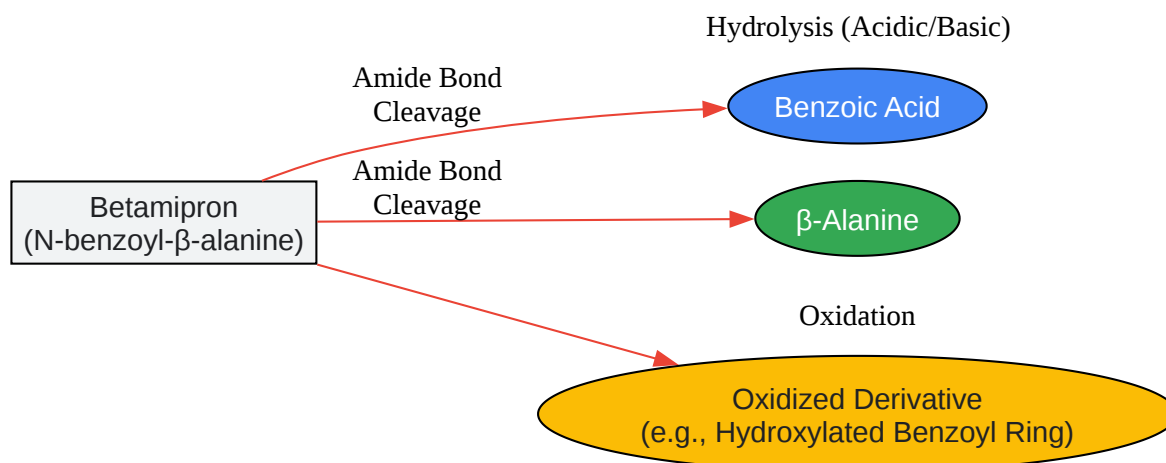 Hydrolysis (Acidic/Basic)
Amide Bond
Cleavage
Benzoic Acid
Amide Bond
Cleavage
Betamipron
(N-benzoyl-β-alanine)
β-Alanine
Oxidation
Oxidized Derivative
(e.g., Hydroxylated Benzoyl Ring)